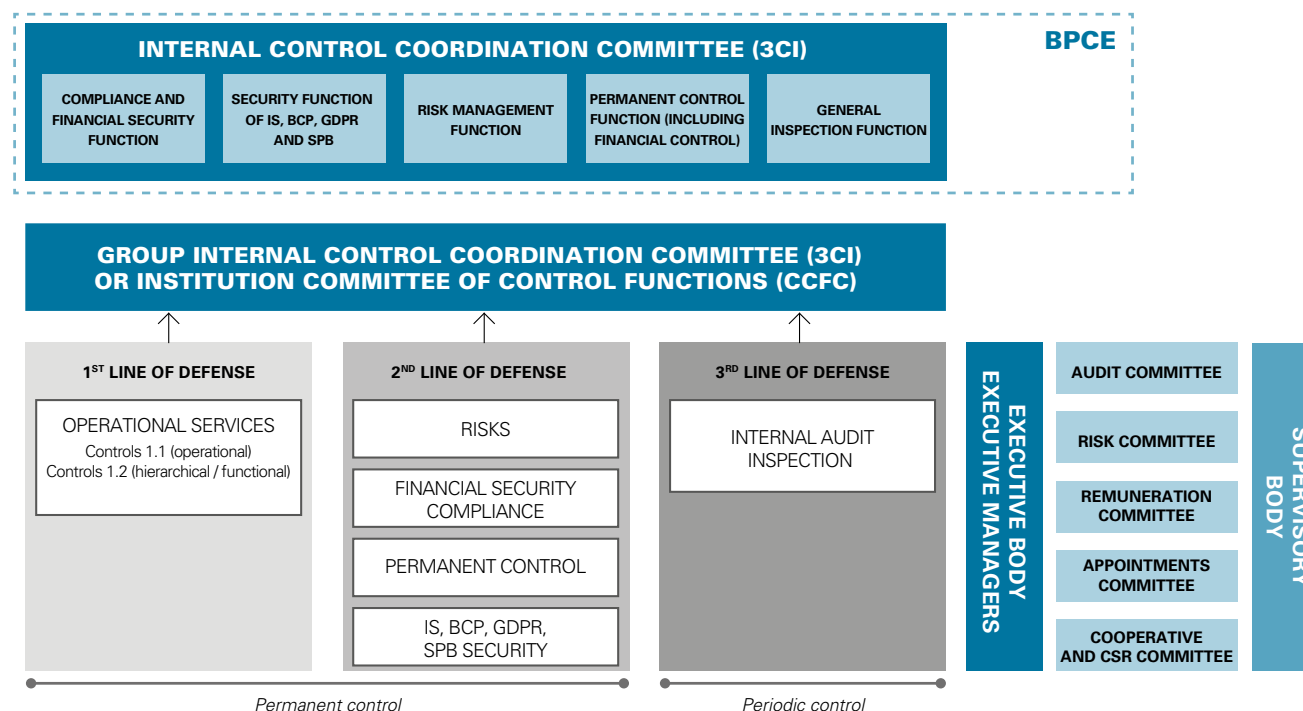 INTERNAL CONTROL COORDINATION COMMITTEE (3CI)
BPCE
COMPLIANCE AND
FINANCIAL SECURITY
FUNCTION
SECURITY FUNCTION
OF IS, BCP, GDPR
AND SPB
RISK MANAGEMENT
FUNCTION
PERMANENT CONTROL
FUNCTION (INCLUDING
FINANCIAL CONTROL)
GENERAL
INSPECTION FUNCTION
GROUP INTERNAL CONTROL COORDINATION COMMITTEE (3CI)
OR INSTITUTION COMMITTEE OF CONTROL FUNCTIONS (CCFC)
1ST LINE OF DEFENSE
OPERATIONAL SERVICES
Controls 1.1 (operational)
Controls 1.2 (hierarchical / functional)
2ND LINE OF DEFENSE
RISKS
FINANCIAL SECURITY
COMPLIANCE
PERMANENT CONTROL
IS, BCP, GDPR,
SPB SECURITY
3RD LINE OF DEFENSE
INTERNAL AUDIT
INSPECTION
EXECUTIVE BODY
EXECUTIVE MANAGERS
AUDIT COMMITTEE
RISK COMMITTEE
REMUNERATION
COMMITTEE
APPOINTMENTS
COMMITTEE
COOPERATIVE
AND CSR COMMITTEE
SUPERVISORY
BODY
Permanent control
Periodic control